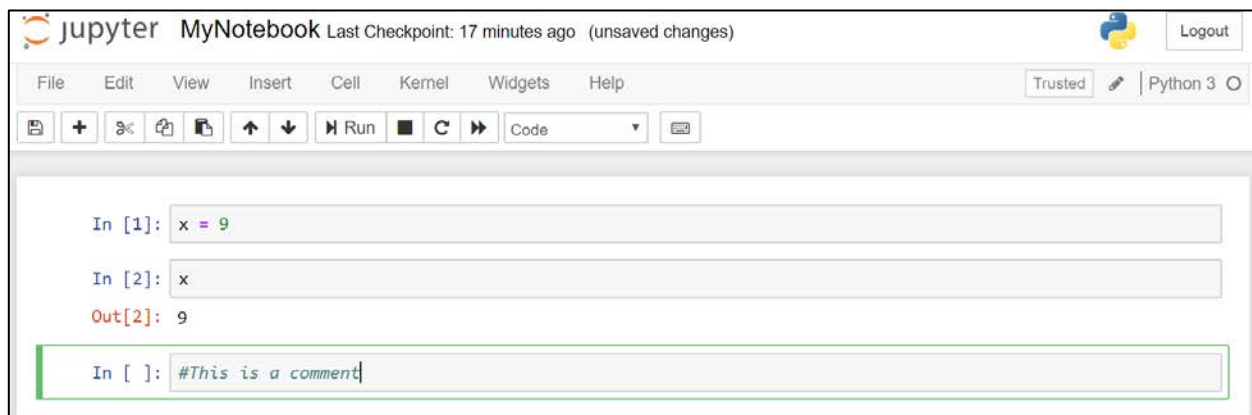 jupyter MyNotebook Last Checkpoint: 17 minutes ago (unsaved changes) Logout
File Edit View Insert Cell Kernel Widgets Help Trusted Python 3
Run Code
In [1]: x = 9
In [2]: x
Out[2]: 9
In [ ]: #This is a comment